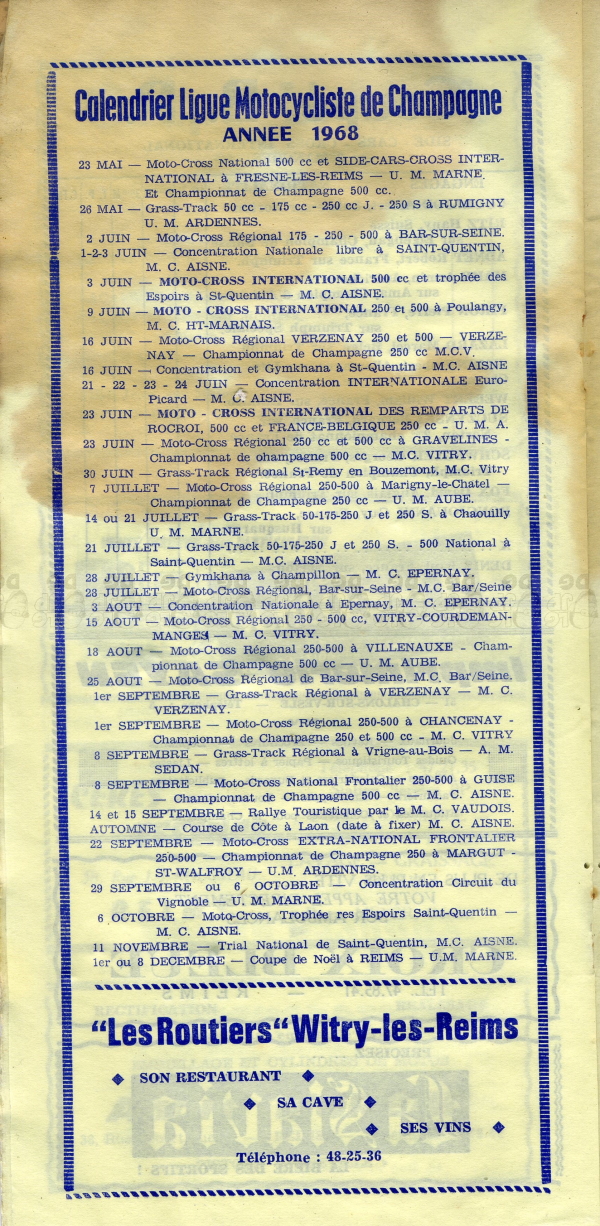 Calendrier Ligue Motocycliste de Champagne
ANNEE 1968
23 MAI — Moto-Cross National 500 cc et SIDE-CARS-CROSS INTER-
NATIONAL à FRESNE-LES-REIMS — U. M. MARNE.
Et Championnat de Champagne 500 cc.
26 MAI — Grass-Track 50 cc - 175 cc - 250 cc J. - 250 S à RUMIGNY
U. M. ARDENNES.
2 JUIN — Moto-Cross Régional 175 - 250 - 500 à BAR-SUR-SEINE.
1-2-3 JUIN — Concentration Nationale libre à SAINT-QUENTIN,
M. C. AISNE.
3 JUIN — MOTO-CROSS INTERNATIONAL 500 cc et trophée des
Espoirs à St-Quentin — M. C. AISNE.
9 JUIN — MOTO - CROSS INTERNATIONAL 250 et 500 à Poulangy,
M. C. HT-MARNAIS.
16 JUIN — Moto-Cross Régional VERZENAY 250 et 500 — VERZE-
NAY — Championnat de Champagne 250 cc M.C.V.
16 JUIN — Concentration et Gymkhana à St-Quentin - M.C. AISNE
21 - 22 - 23 - 24 JUIN — Concentration INTERNATIONALE Euro-
Picard — M. C. AISNE.
23 JUIN — MOTO - CROSS INTERNATIONAL DES REMPARTS DE
ROCROI, 500 cc et FRANCE-BELGIQUE 250 cc - U. M. A.
23 JUIN — Moto-Cross Régional 250 cc et 500 cc à GRAVELINES -
Championnat de ohampagne 500 cc — M.C. VITRY.
30 JUIN — Grass-Track Régional St-Remy en Bouzemont, M.C. Vitry
7 JUILLET — Moto-Cross Régional 250-500 à Marigny-le-Chatel —
Championnat de Champagne 250 cc — U. M. AUBE.
14 ou 21 JUILLET — Grass-Track 50-175-250 J et 250 S. à Chaouilly
U. M. MARNE.
21 JUILLET — Grass-Track 50-175-250 J et 250 S. - 500 National à
Saint-Quentin — M.C. AISNE.
28 JUILLET — Gymkhana à Champillon — M. C. EPERNAY.
28 JUILLET — Moto-Cross Régional, Bar-sur-Seine - M.C. Bar/Seine
3 AOUT — Concentration Nationale à Epernay, M. C. EPERNAY.
15 AOUT — Moto-Cross Régional 250 - 500 cc, VITRY-COURDEMAN-
MANGES — M. C. VITRY.
18 AOUT — Moto-Cross Régional 250-500 à VILLENAUXE - Cham-
pionnat de Champagne 500 cc — U. M. AUBE.
25 AOUT — Moto-Cross Régional de Bar-sur-Seine, M.C. Bar/Seine.
1er SEPTEMBRE — Grass-Track Régional à VERZENAY — M. C.
VERZENAY.
1er SEPTEMBRE — Moto-Cross Régional 250-500 à CHANCENAY -
Championnat de Champagne 250 et 500 cc - M. C. VITRY
8 SEPTEMBRE — Grass-Track Régional à Vrigne-au-Bois — A. M.
SEDAN.
8 SEPTEMBRE — Moto-Cross National Frontalier 250-500 à GUISE
— Championnat de Champagne 500 cc — M. C. AISNE.
14 et 15 SEPTEMBRE — Rallye Touristique par le M. C. VAUDOIS.
AUTOMNE — Course de Côte à Laon (date à fixer) M. C. AISNE.
22 SEPTEMBRE — Moto-Cross EXTRA-NATIONAL FRONTALIER
250-500 — Championnat de Champagne 250 à MARGUT -
ST-WALFROY — U.M. ARDENNES.
29 SEPTEMBRE ou 6 OCTOBRE — Concentration Circuit du
Vignoble — U. M. MARNE.
6 OCTOBRE — Moto-Cross, Trophée res Espoirs Saint-Quentin —
M. C. AISNE.
11 NOVEMBRE — Trial National de Saint-Quentin, M.C. AISNE.
1er ou 8 DECEMBRE — Coupe de Noël à REIMS — U.M. MARNE.
"Les Routiers" Witry-les-Reims
SON RESTAURANT
SA CAVE
SES VINS
Téléphone : 48-25-36